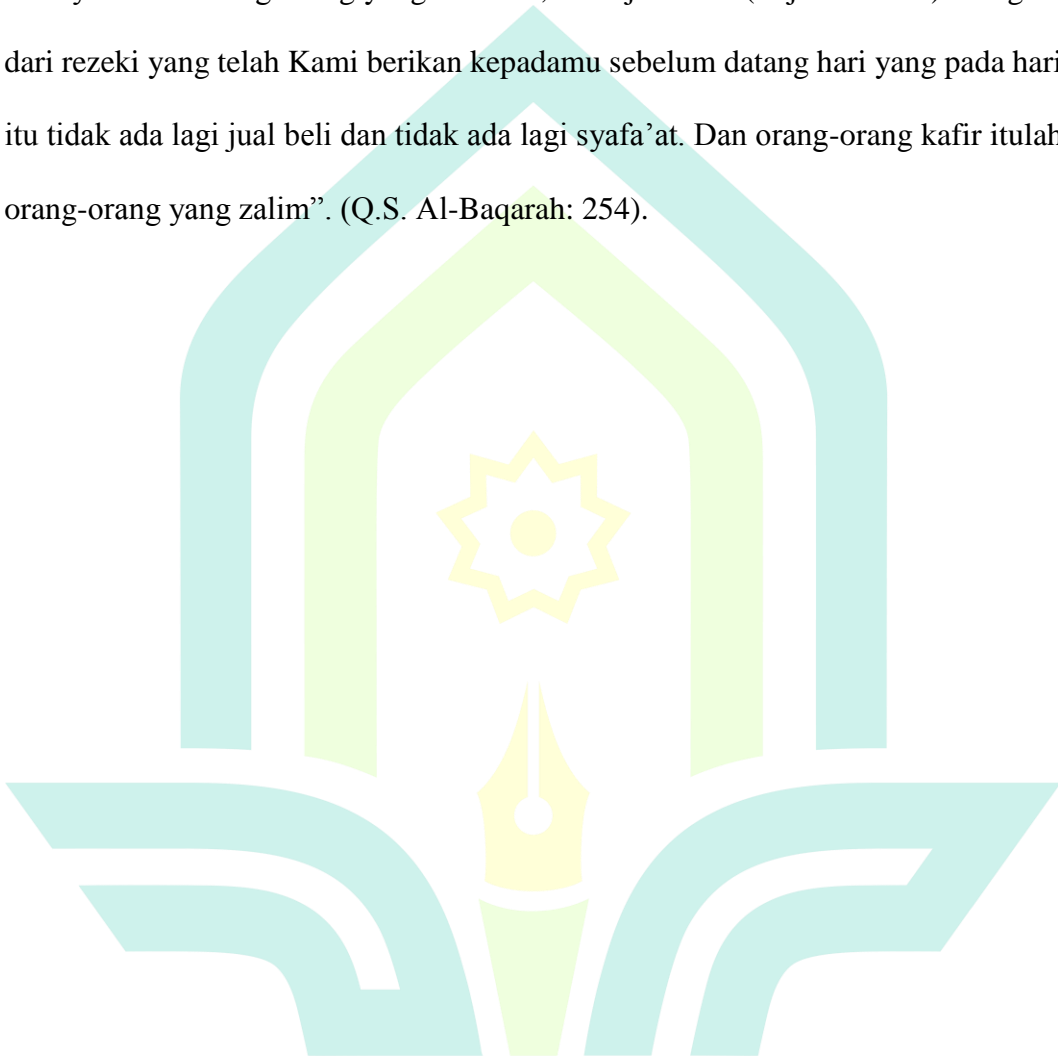 dari rezeki yang telah Kami berikan kepadamu sebelum datang hari yang pada hari
itu tidak ada lagi jual beli dan tidak ada lagi syafa’at. Dan orang-orang kafir itulah
orang-orang yang zalim”. (Q.S. Al-Baqarah: 254).